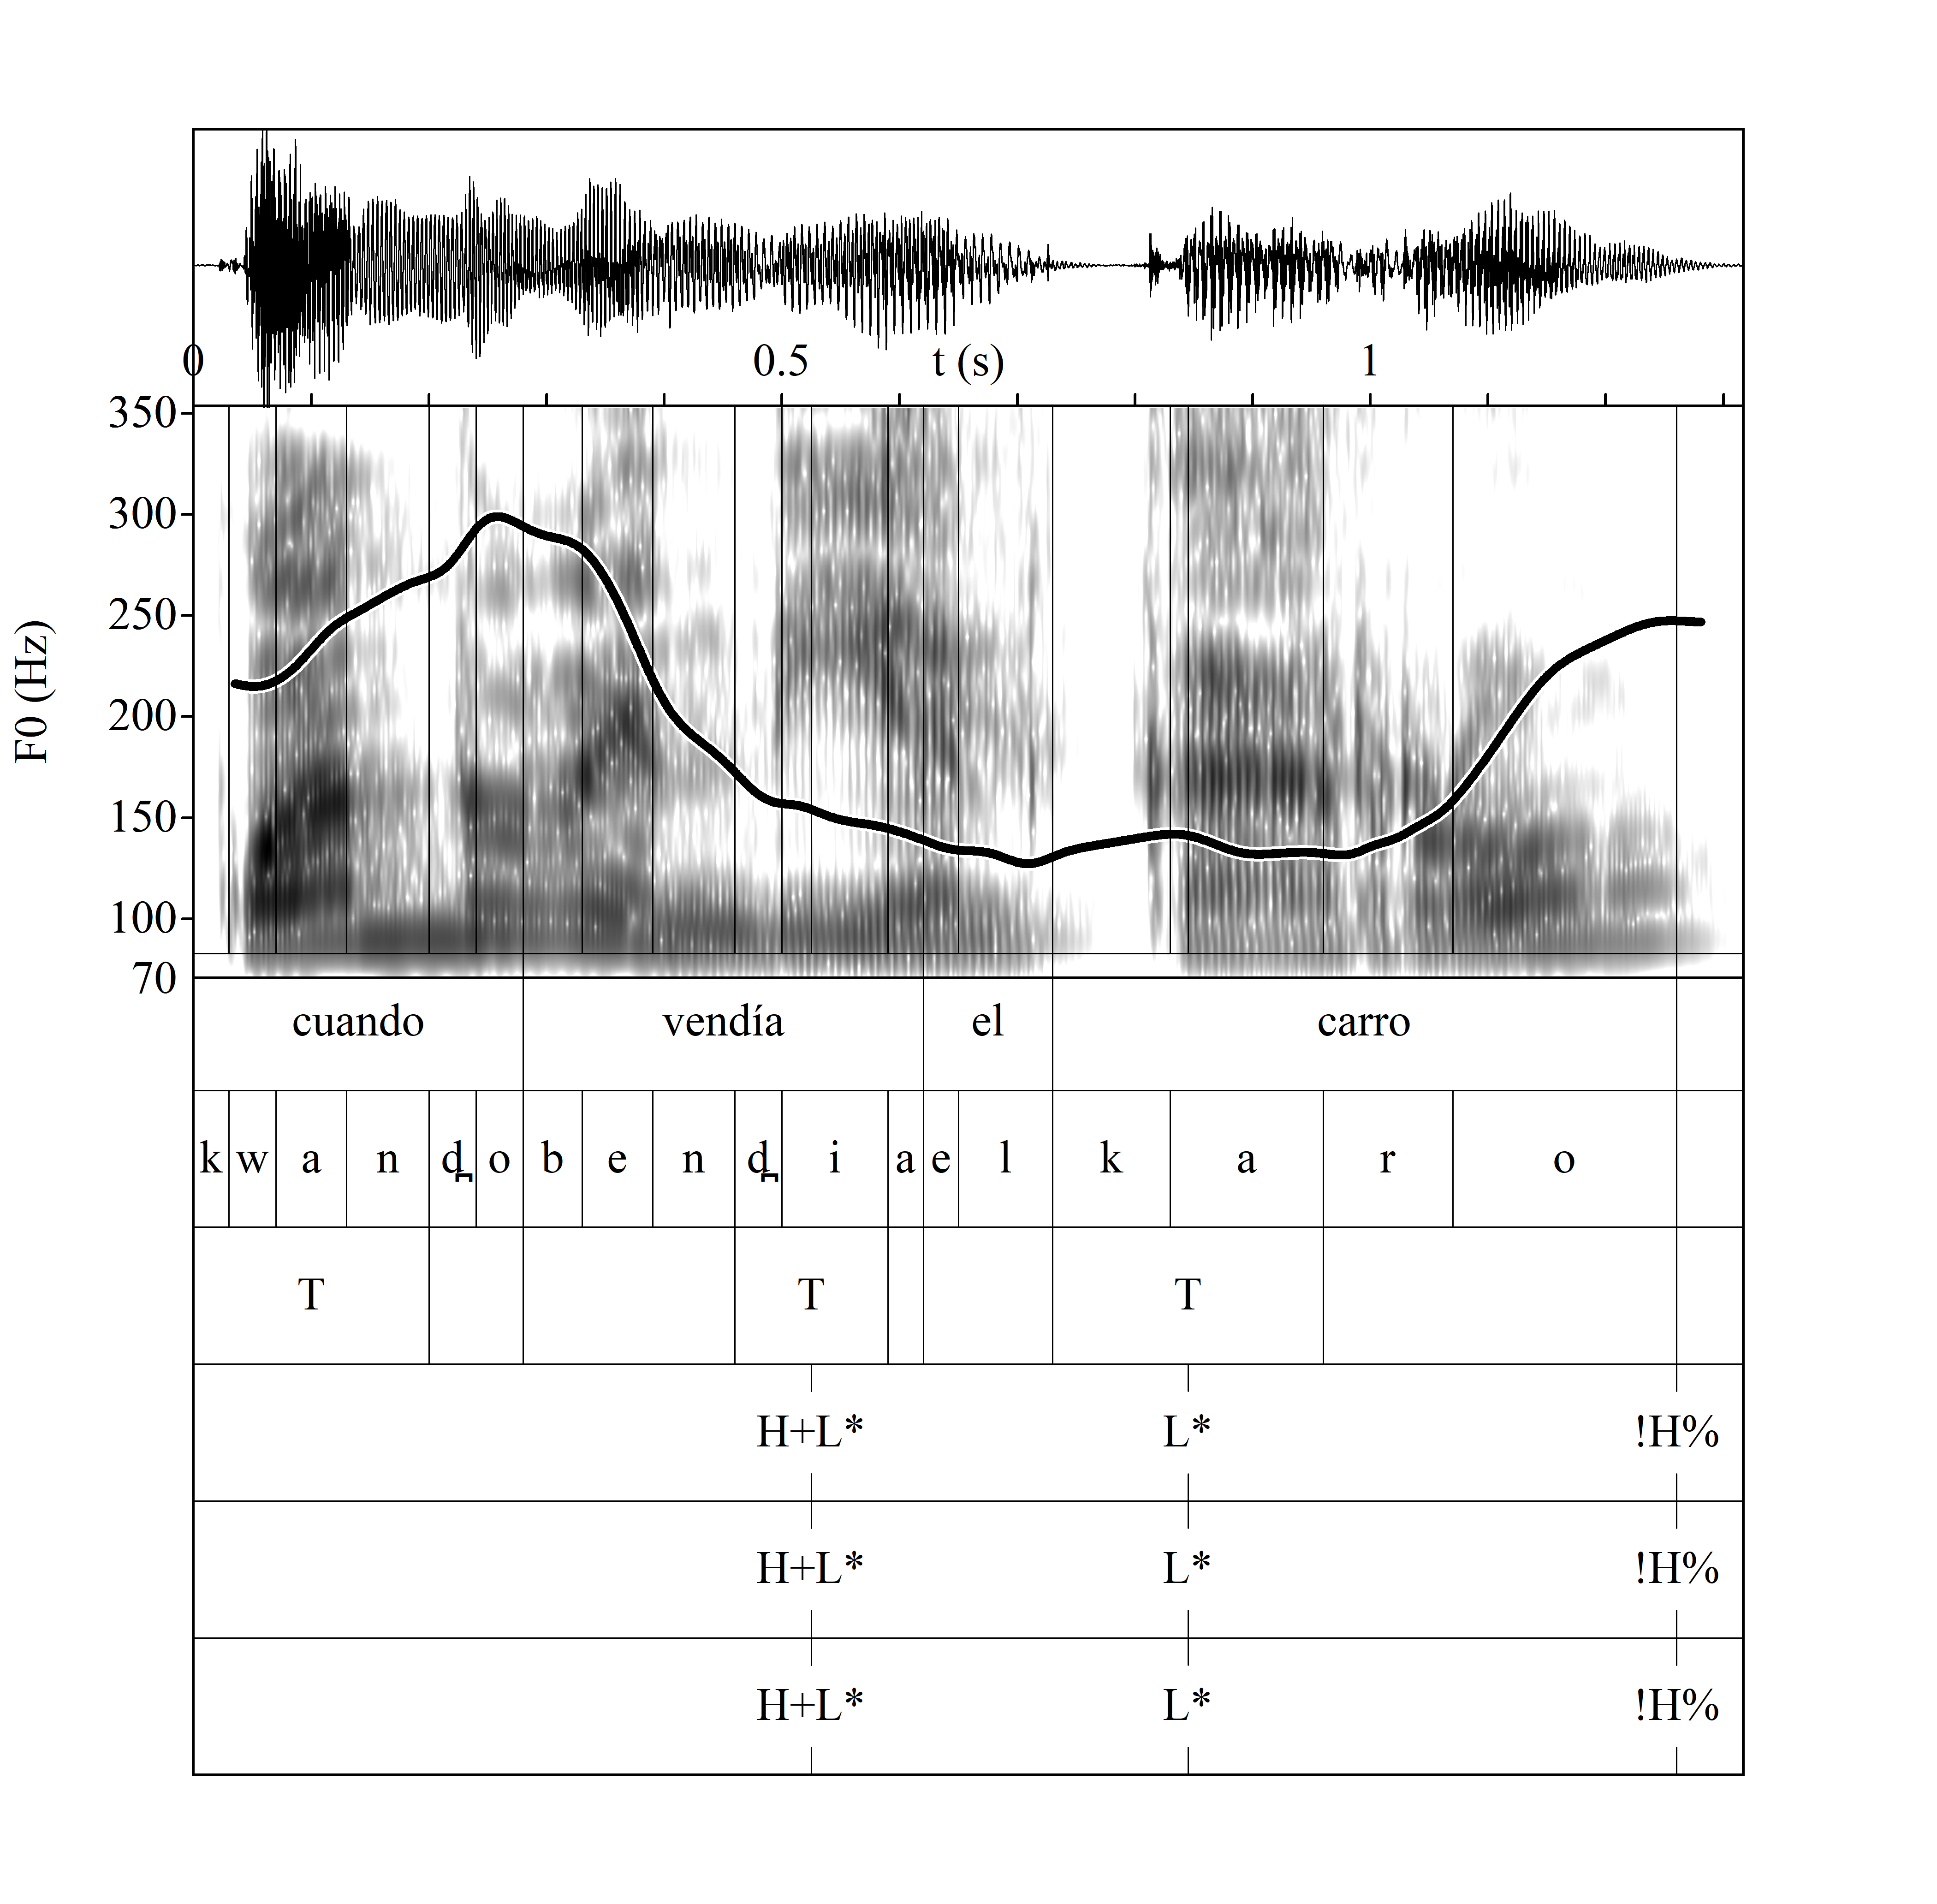 0 0.5 t (s) 1
350
300
250
200
150
100
70
F0 (Hz)
cuando vendía el carro
k w a n d̪ o b e n d̪ i a e l k a r o
T T T
H+L* L* !H%
H+L* L* !H%
H+L* L* !H%